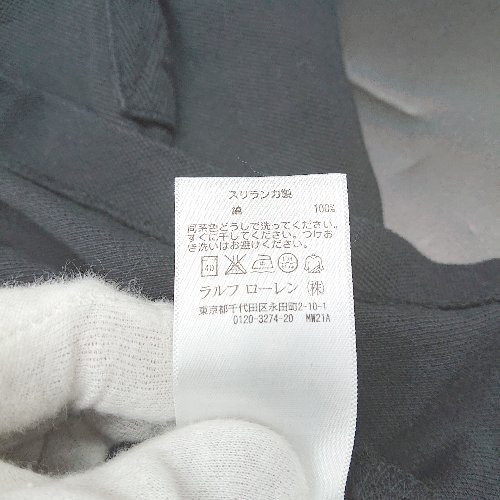 スリランカ製
綿 100%
同系色どうしで洗ってください。
すぐに干してください。つけお
き洗いはお避けください。
40
ラルフ ローレン (株)
東京都千代田区永田町2-10-1
0120-3274-20 MW21A